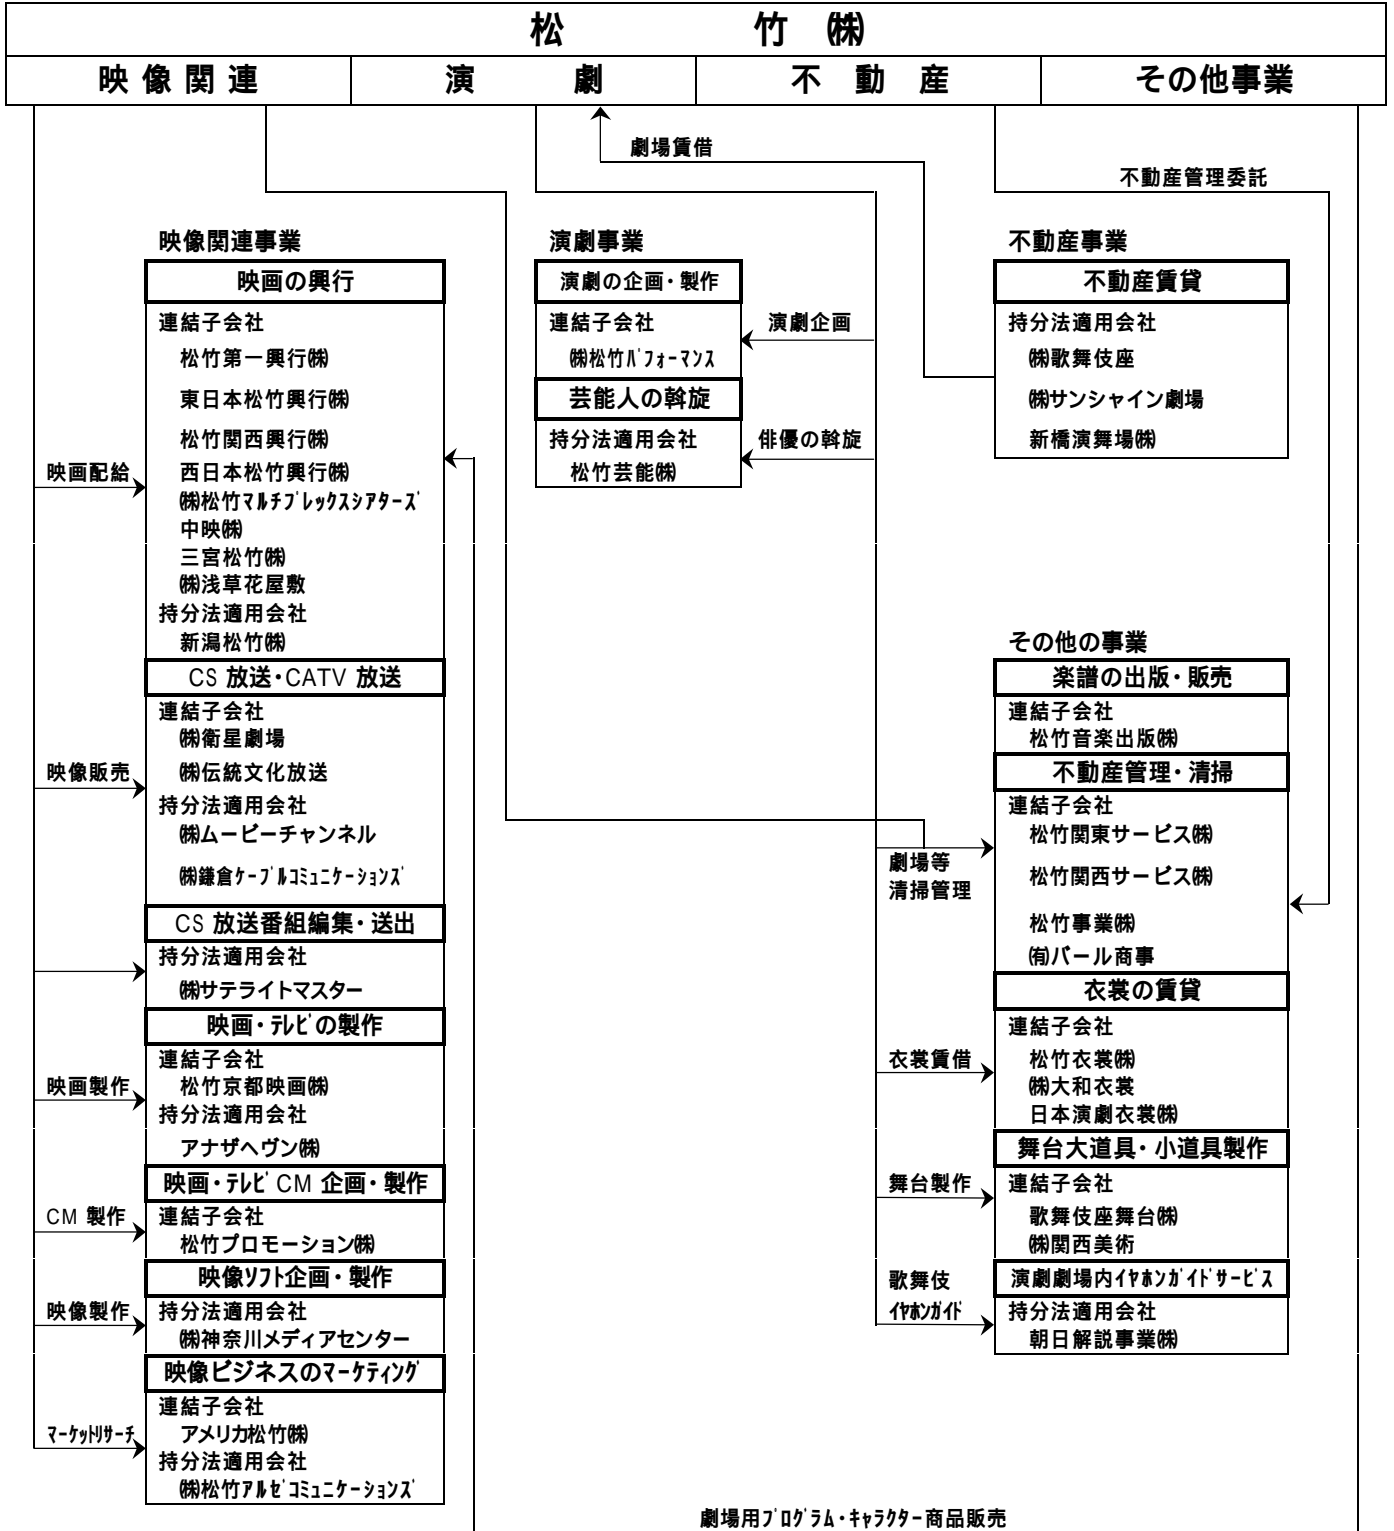 松竹㈱
映像関連 演劇 不動産 その他事業
劇場賃借
不動産管理委託
映像関連事業
映画の興行
連結子会社
松竹第一興行㈱
東日本松竹興行㈱
松竹関西興行㈱
映画配給
西日本松竹興行㈱
㈱松竹ﾏﾙﾁﾌﾟﾚｯｸｽｼｱﾀｰｽﾞ
中映㈱
三宮松竹㈱
㈱浅草花屋敷
持分法適用会社
新潟松竹㈱
CS 放送・CATV 放送
連結子会社
㈱衛星劇場
映像販売
㈱伝統文化放送
持分法適用会社
㈱ムービーチャンネル
㈱鎌倉ｹｰﾌﾞﾙｺﾐｭﾆｹｰｼｮﾝｽﾞ
CS 放送番組編集・送出
持分法適用会社
㈱サテライトマスター
映画・ﾃﾚﾋﾞの製作
連結子会社
映画製作
松竹京都映画㈱
持分法適用会社
アナザヘヴン㈱
映画・ﾃﾚﾋﾞ CM 企画・製作
CM 製作
連結子会社
松竹プロモーション㈱
映像ｿﾌﾄ企画・製作
映像製作
持分法適用会社
㈱神奈川メディアセンター
映像ビジネスのﾏｰｹﾃｨﾝｸﾞ
連結子会社
ﾏｰｹｯﾄﾘｻｰﾁ
アメリカ松竹㈱
持分法適用会社
㈱松竹ｱﾙｾﾞｺﾐｭﾆｹｰｼｮﾝｽﾞ
演劇事業
演劇の企画・製作
連結子会社
演劇企画
㈱松竹ﾊﾟﾌｫｰﾏﾝｽ
芸能人の斡旋
持分法適用会社
俳優の斡旋
松竹芸能㈱
不動産事業
不動産賃貸
持分法適用会社
㈱歌舞伎座
㈱サンシャイン劇場
新橋演舞場㈱
その他の事業
楽譜の出版・販売
連結子会社
松竹音楽出版㈱
不動産管理・清掃
連結子会社
松竹関東サービス㈱
劇場等
清掃管理
松竹関西サービス㈱
松竹事業㈱
㈲パール商事
衣裳の賃貸
連結子会社
衣裳賃借
松竹衣裳㈱
㈱大和衣裳
日本演劇衣裳㈱
舞台大道具・小道具製作
舞台製作
連結子会社
歌舞伎座舞台㈱
㈱関西美術
演劇劇場内ｲﾔﾎﾝｶﾞｲﾄﾞｻｰﾋﾞｽ
歌舞伎
ｲﾔﾎﾝｶﾞｲﾄﾞ
持分法適用会社
朝日解説事業㈱
劇場用ﾌﾟﾛｸﾞﾗﾑ・ｷｬﾗｸﾀｰ商品販売